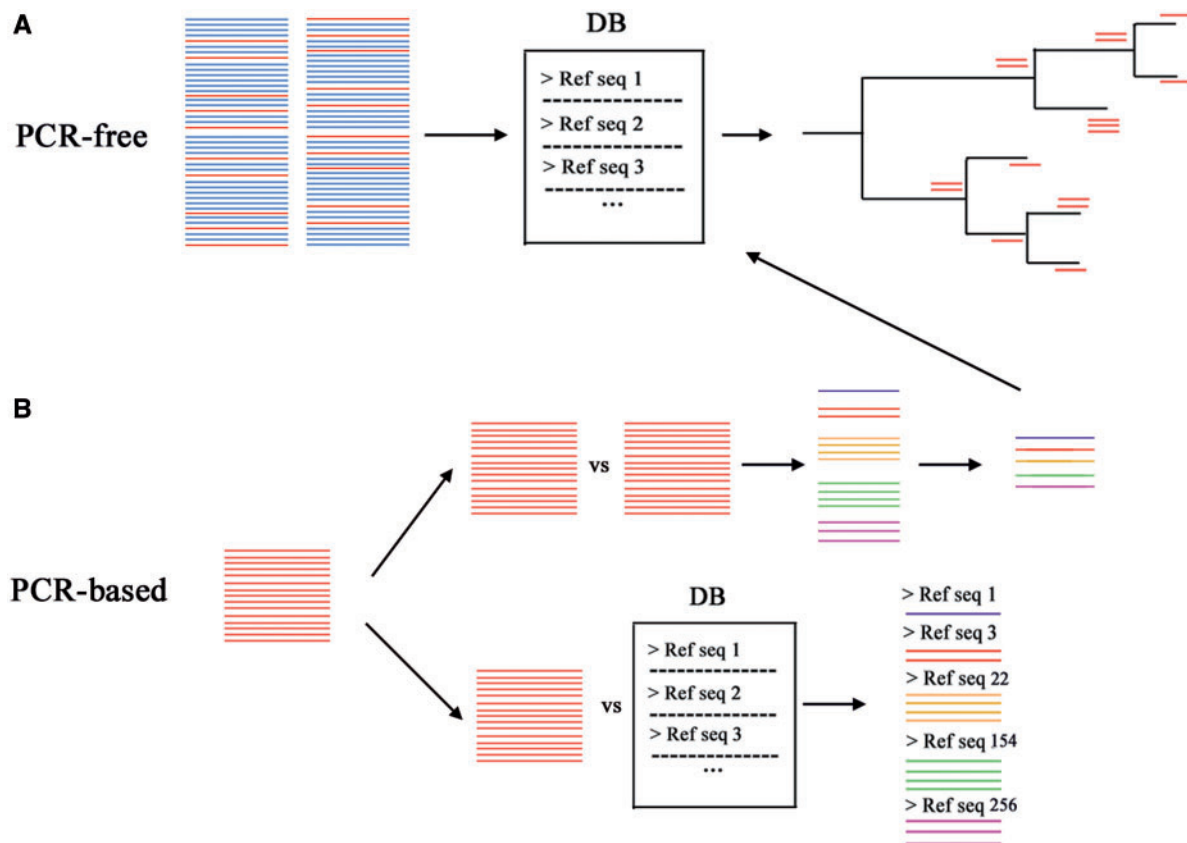 A
PCR-free
DB
> Ref seq 1
> Ref seq 2
> Ref seq 3
...
B
PCR-based
vs
vs
DB
> Ref seq 1
> Ref seq 2
> Ref seq 3
...
> Ref seq 1
> Ref seq 3
> Ref seq 22
> Ref seq 154
> Ref seq 256